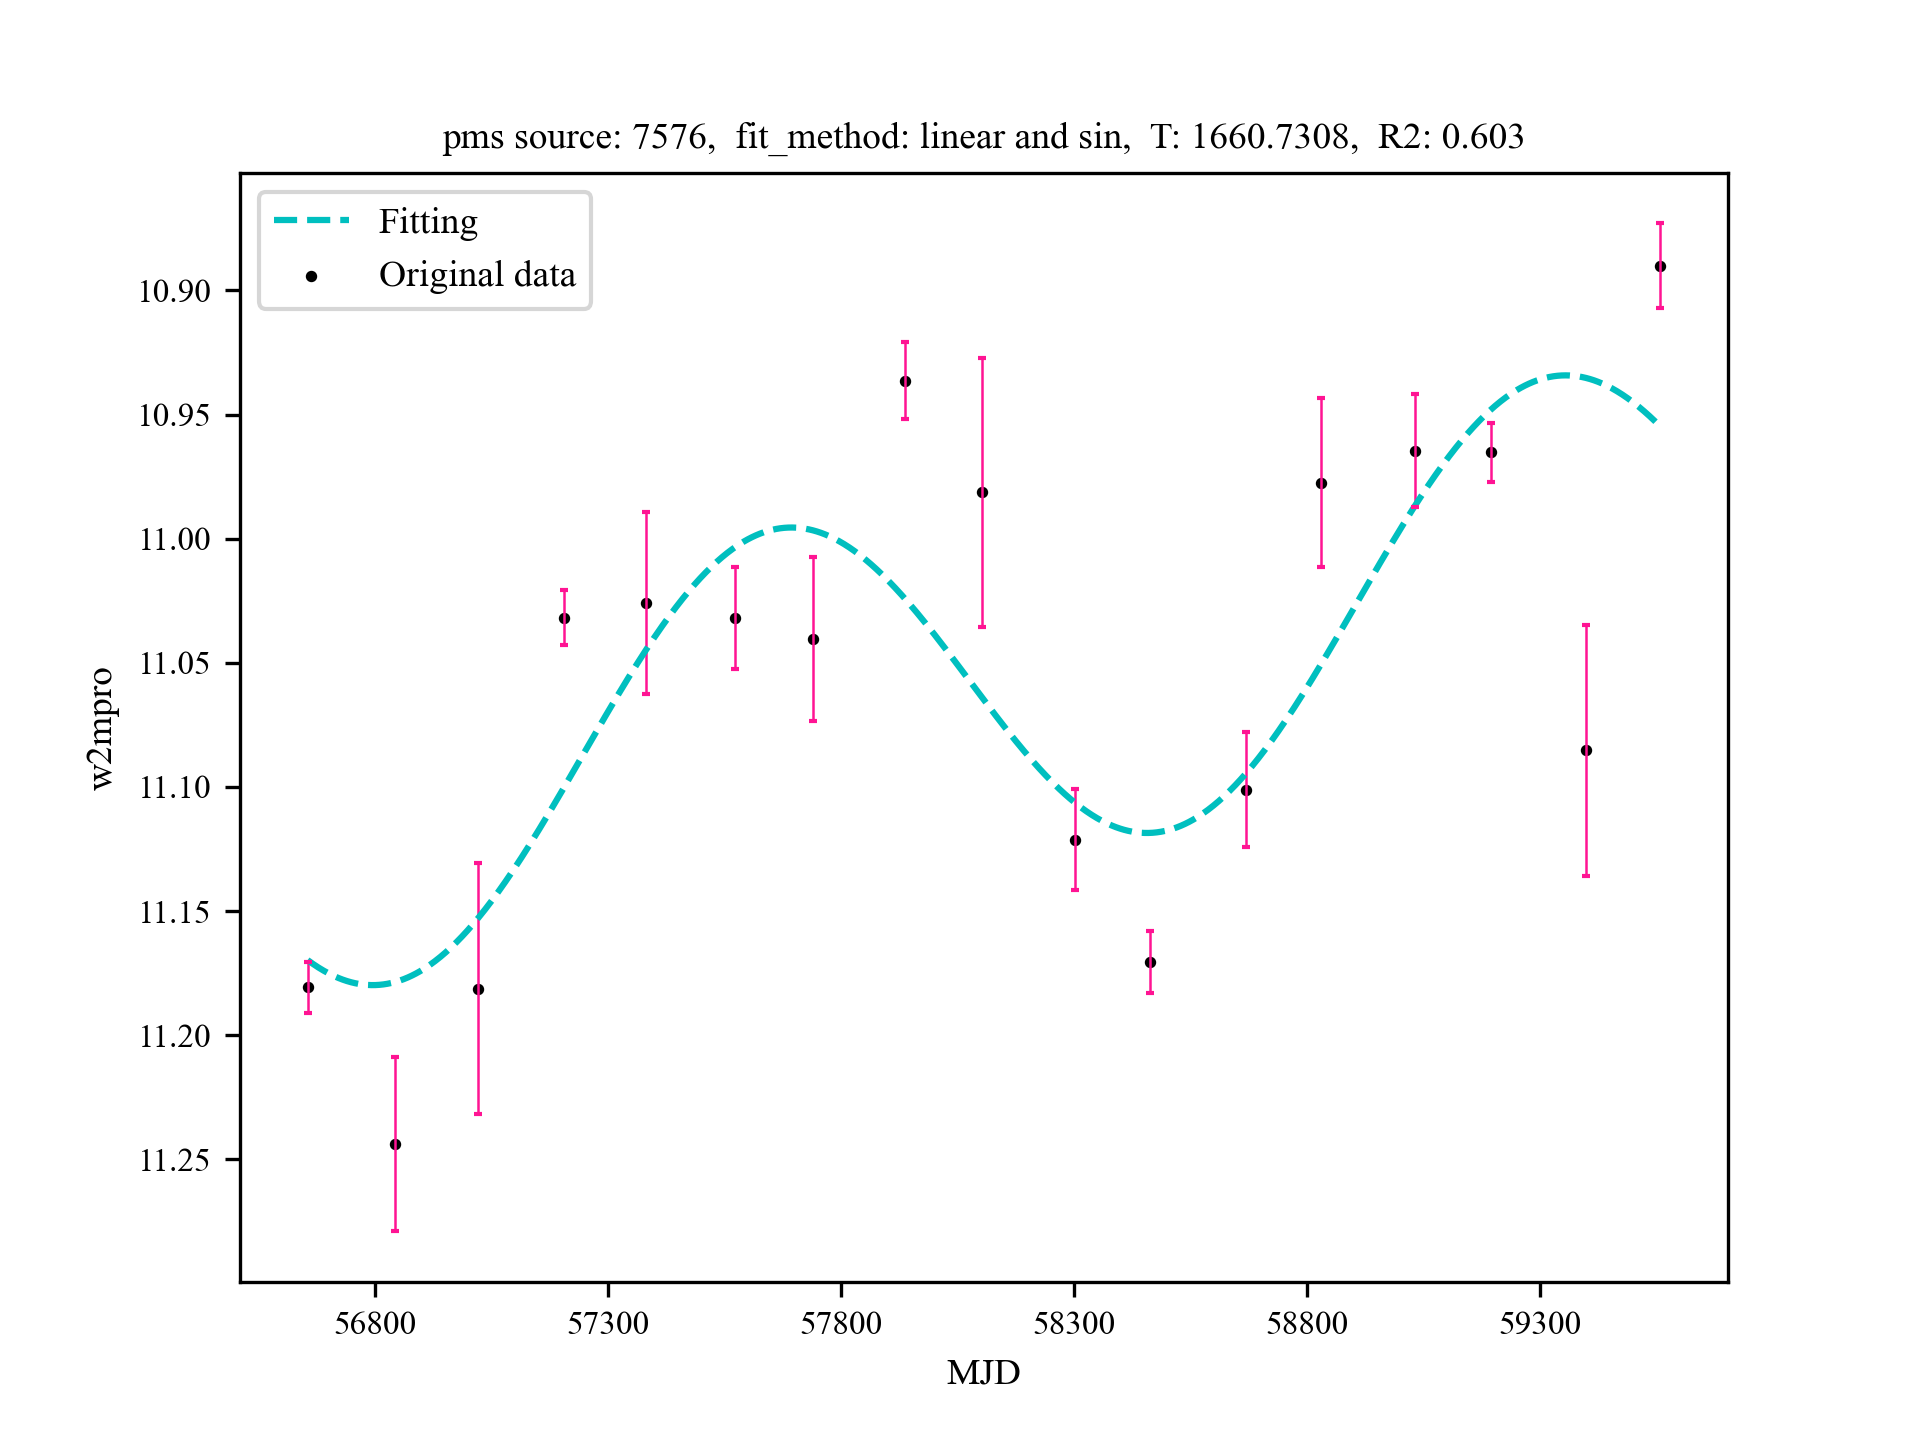 pms source: 7576,  fit_method: linear and sin,  T: 1660.7308,  R2: 0.603
Fitting
Original data
10.90
10.95
11.00
11.05
11.10
11.15
11.20
11.25
w2mpro
56800 57300 57800 58300 58800 59300
MJD